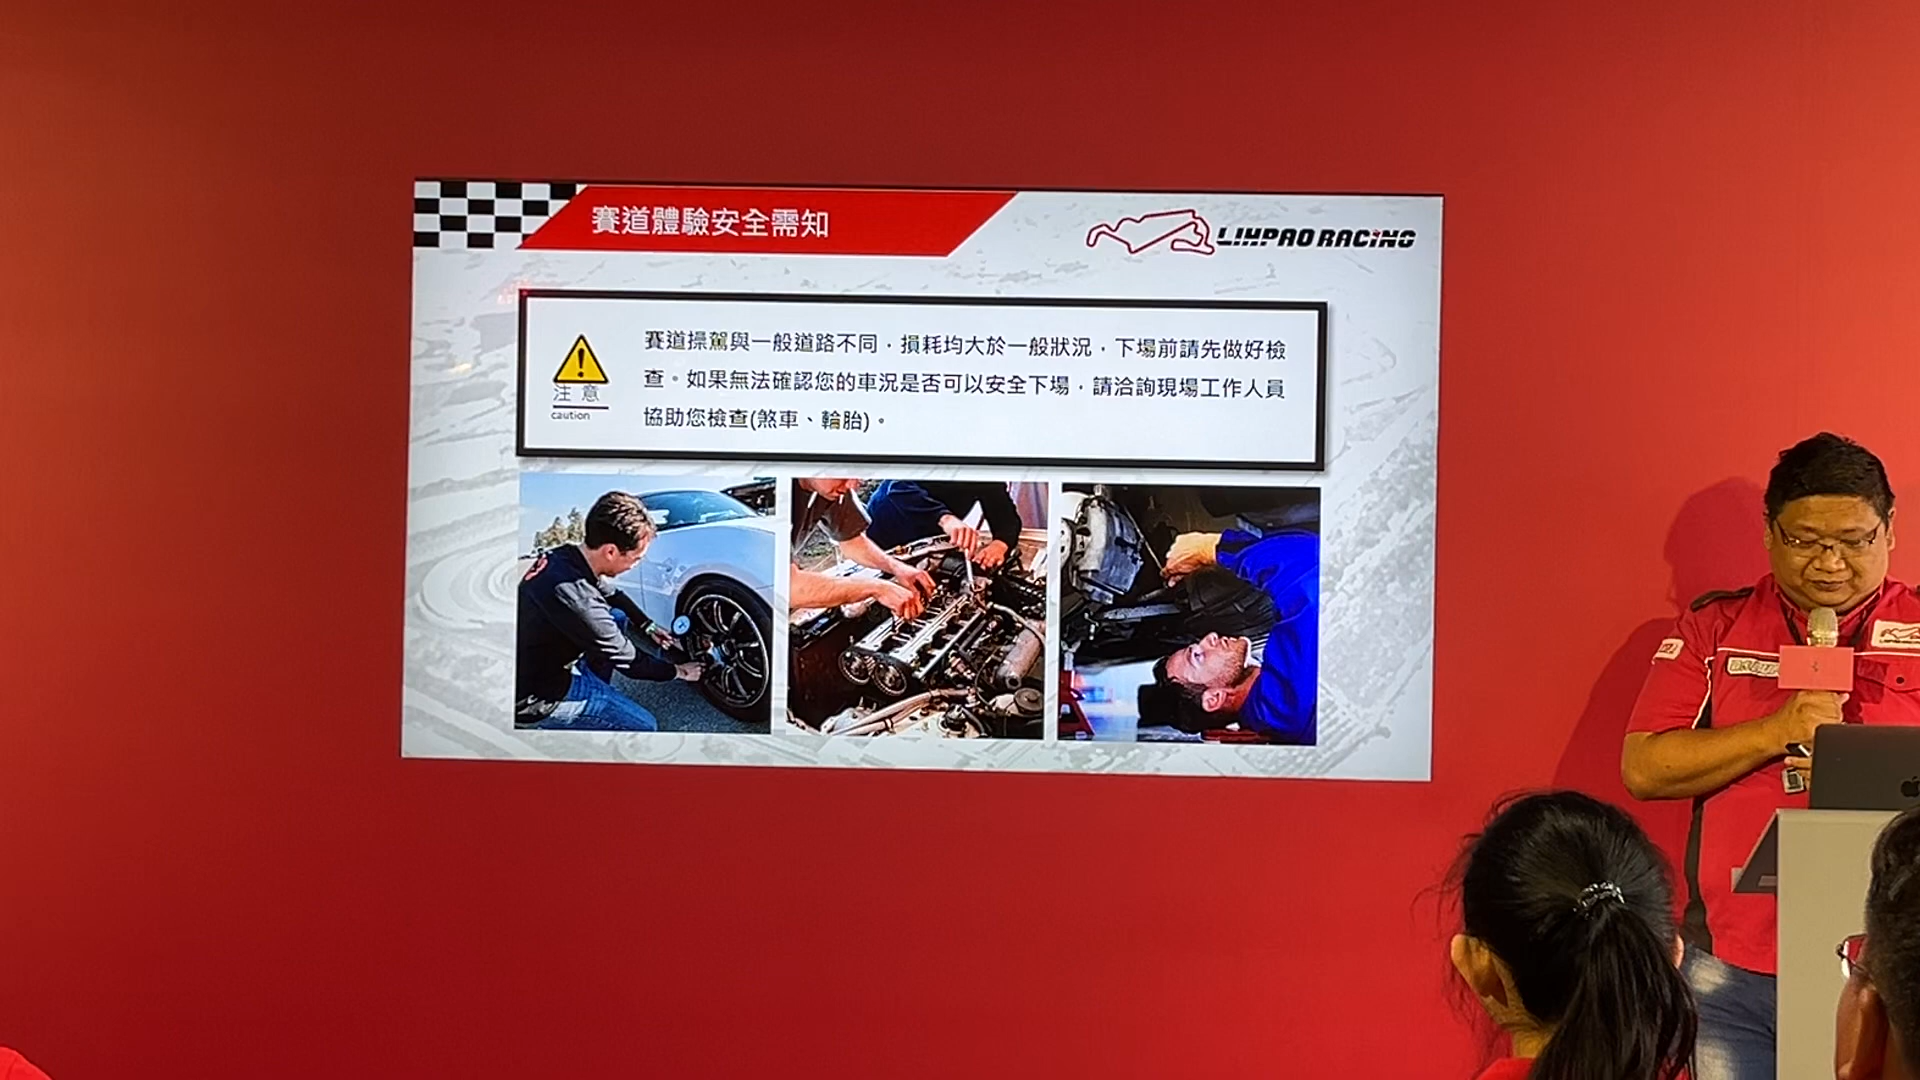 賽道體驗安全需知
LIHPAO RACING
賽道操駕與一般道路不同，損耗均大於一般狀況，下場前請先做好檢
查。如果無法確認您的車況是否可以安全下場，請洽詢現場工作人員
協助您檢查(煞車、輪胎)。
注意
caution